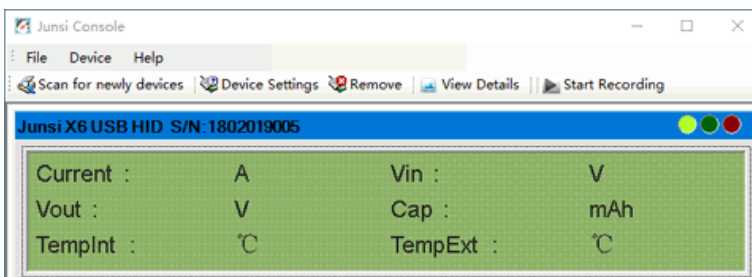 Junsi Console
File Device Help
Scan for newly devices Device Settings Remove View Details Start Recording
Junsi X6 USB HID S/N:1802019005
Current : A Vin : V
Vout : V Cap : mAh
TempInt : ℃ TempExt : ℃